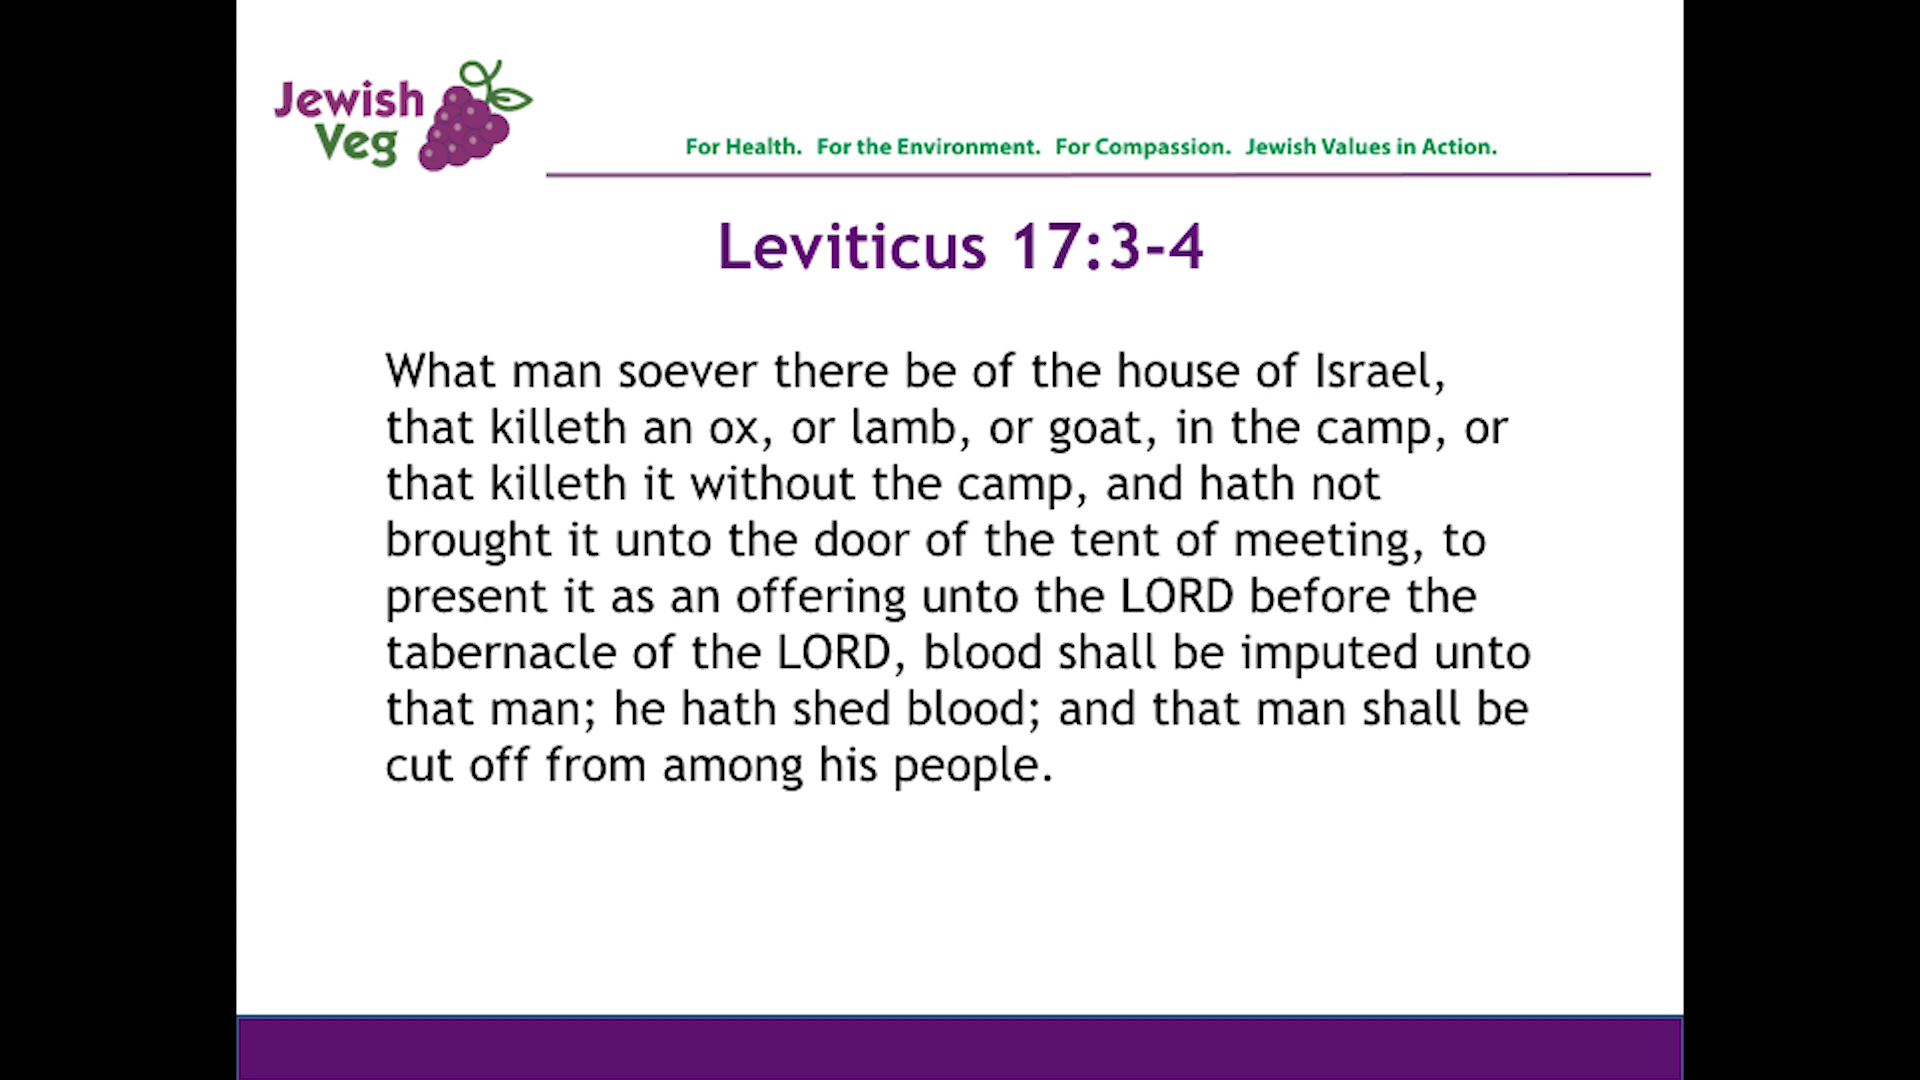 Jewish
Veg
For Health. For the Environment. For Compassion. Jewish Values in Action.
Leviticus 17:3-4
What man soever there be of the house of Israel,
that killeth an ox, or lamb, or goat, in the camp, or
that killeth it without the camp, and hath not
brought it unto the door of the tent of meeting, to
present it as an offering unto the LORD before the
tabernacle of the LORD, blood shall be imputed unto
that man; he hath shed blood; and that man shall be
cut off from among his people.